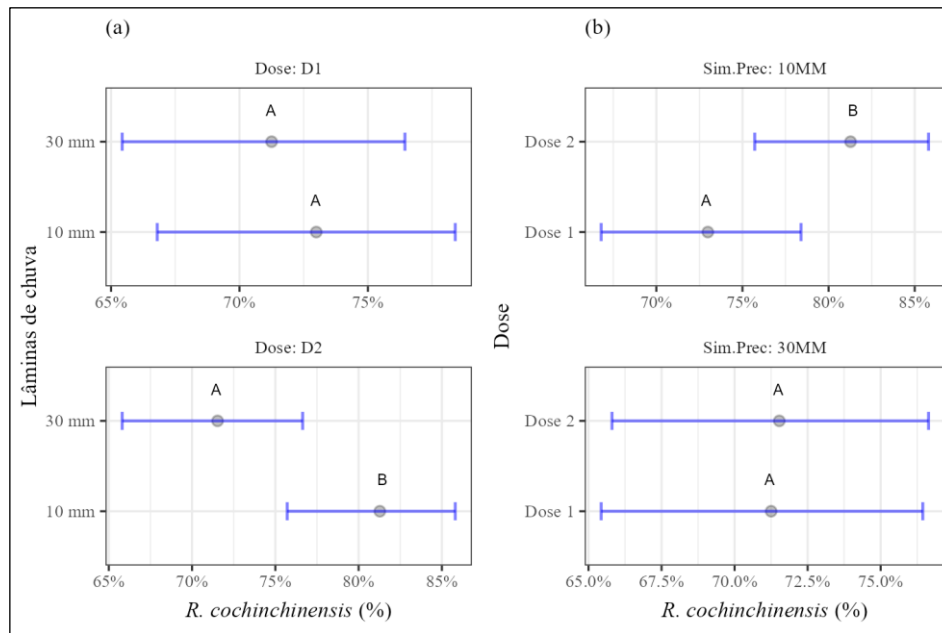 (a)
Dose: D1
A
30 mm
A
10 mm
65%
70%
75%
Dose: D2
A
30 mm
B
10 mm
65%
70%
75%
80%
85%
Lâminas de chuva
R. cochinchinensis (%)
(b)
Sim.Prec: 10MM
B
Dose 2
A
Dose 1
70%
75%
80%
85%
Sim.Prec: 30MM
A
Dose 2
A
Dose 1
65.0%
67.5%
70.0%
72.5%
75.0%
Dose
R. cochinchinensis (%)